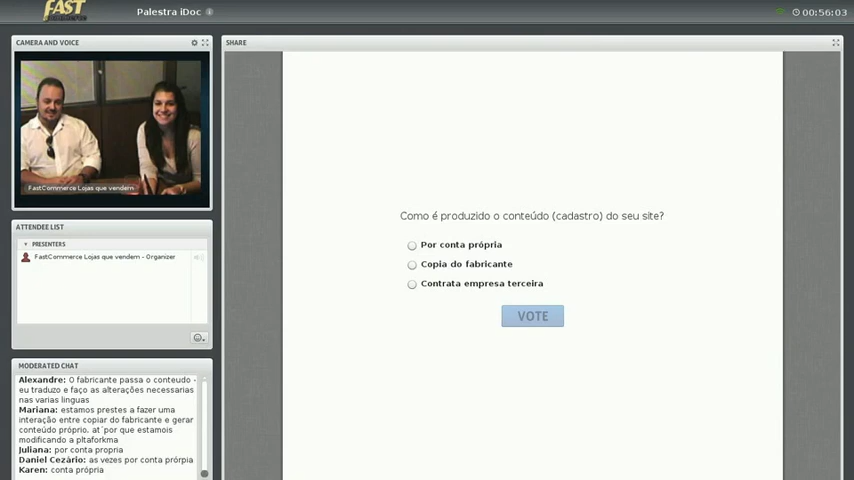 FAST
Palestra iDoc
00:56:03
CAMERA AND VOICE
FastCommerce Lojas que vendem
ATTENDEE LIST
PRESENTERS
FastCommerce Lojas que vendem - Organizer
MODERATED CHAT
Alexandre: O fabricante passa o conteudo -
eu traduzo e faço as alterações necessarias
nas varias linguas
Mariana: estamos prestes a fazer uma
interação entre copiar do fabricante e gerar
conteúdo próprio, at´por que estamois
modificando a pltaforkma
Juliana: por conta propria
Daniel Cezário: as vezes por conta prórpia
Karen: conta própria
SHARE
Como é produzido o conteúdo (cadastro) do seu site?
Por conta própria
Copia do fabricante
Contrata empresa terceira
VOTE